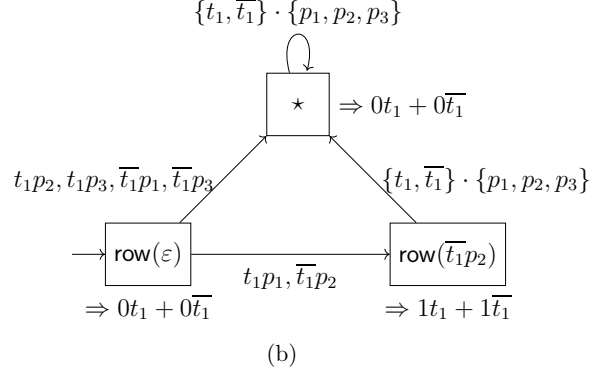 {t₁, t̅₁} · {p₁, p₂, p₃}
⋆
⇒ 0t₁ + 0t̅₁
t₁p₂, t₁p₃, t̅₁p₁, t̅₁p₃
{t₁, t̅₁} · {p₁, p₂, p₃}
row(ε)
row(t̅₁p₂)
t₁p₁, t̅₁p₂
⇒ 0t₁ + 0t̅₁
⇒ 1t₁ + 1t̅₁
(b)